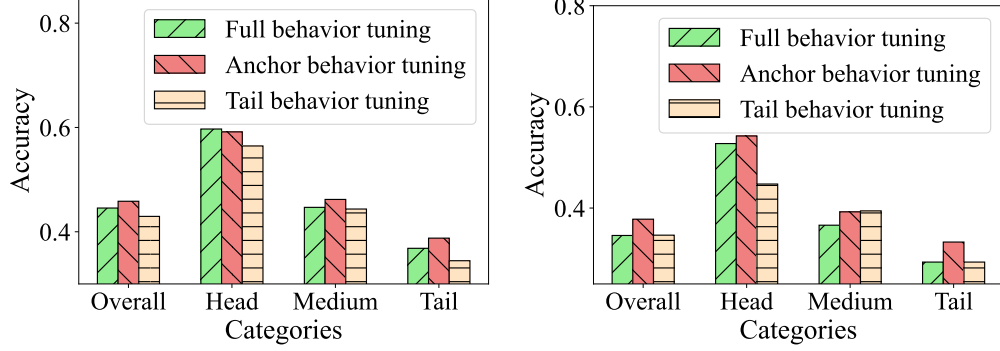 0.8
0.6
0.4
Accuracy
Full behavior tuning
Anchor behavior tuning
Tail behavior tuning
Overall Head Medium Tail
Categories
0.8
0.6
0.4
Accuracy
Full behavior tuning
Anchor behavior tuning
Tail behavior tuning
Overall Head Medium Tail
Categories